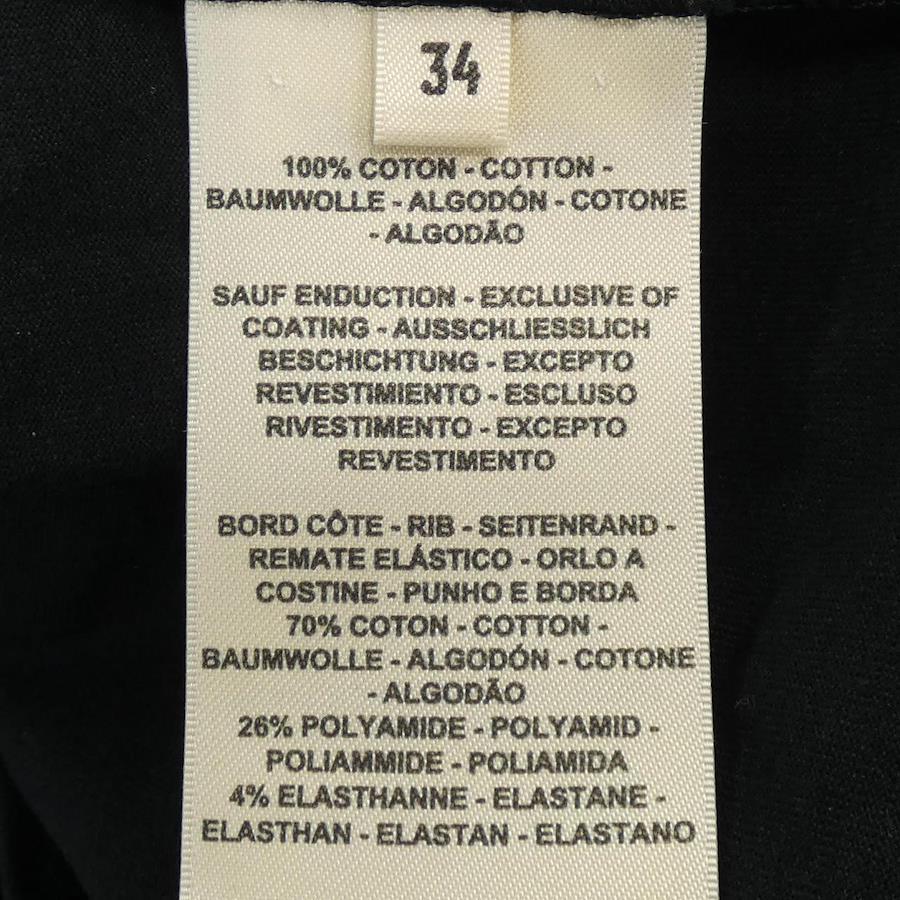 34
100% COTON - COTTON -
BAUMWOLLE - ALGODÓN - COTONE
- ALGODÃO
SAUF ENDUCTION - EXCLUSIVE OF
COATING - AUSSCHLIESSLICH
BESCHICHTUNG - EXCEPTO
REVESTIMIENTO - ESCLUSO
RIVESTIMENTO - EXCEPTO
REVESTIMENTO
BORD CÔTE - RIB - SEITENRAND -
REMATE ELÁSTICO - ORLO A
COSTINE - PUNHO E BORDA
70% COTON - COTTON -
BAUMWOLLE - ALGODÓN - COTONE
- ALGODÃO
26% POLYAMIDE - POLYAMID -
POLIAMMIDE - POLIAMIDA
4% ELASTHANNE - ELASTANE -
ELASTHAN - ELASTAN - ELASTANO